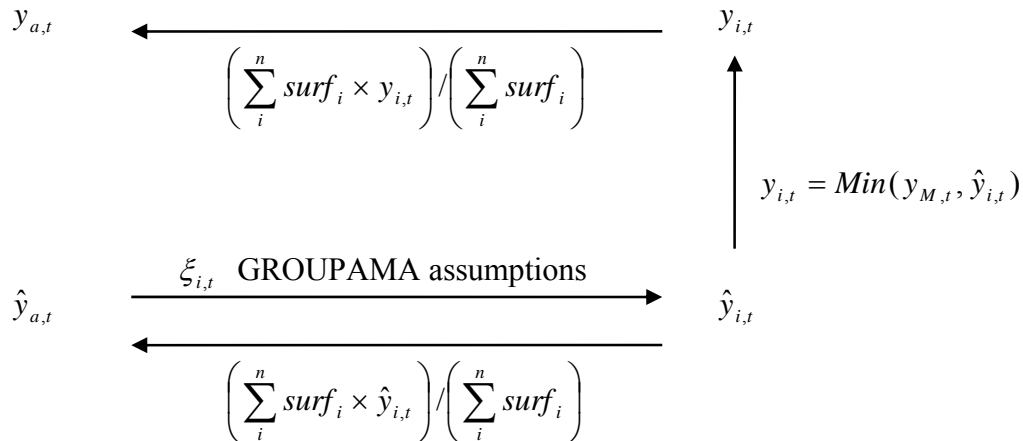 y_{a,t} y_{i,t}
(∑_i^n surf_i × y_{i,t}) / (∑_i^n surf_i)
y_{i,t} = Min(y_{M,t}, ŷ_{i,t})
ξ_{i,t} GROUPAMA assumptions
ŷ_{a,t} ŷ_{i,t}
(∑_i^n surf_i × ŷ_{i,t}) / (∑_i^n surf_i)